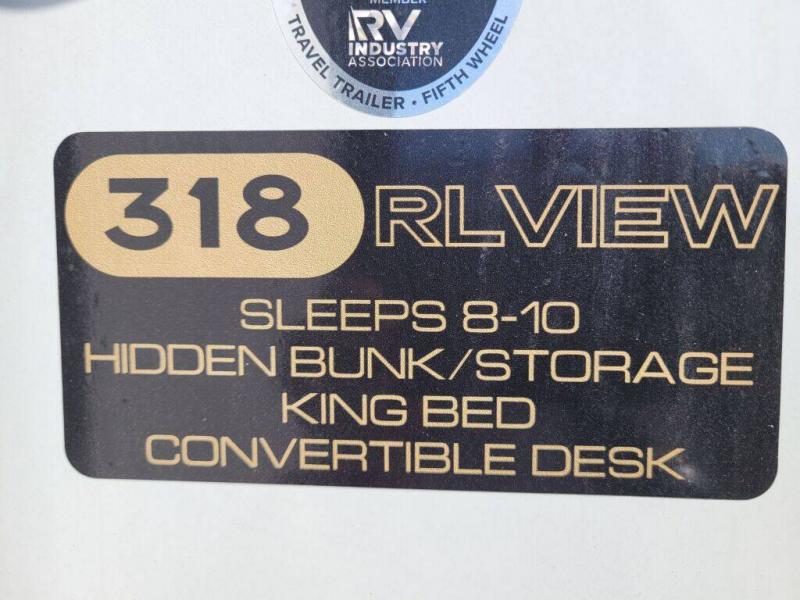 MEMBER
RV
INDUSTRY
ASSOCIATION
TRAVEL TRAILER • FIFTH WHEEL
318 RLVIEW
SLEEPS 8-10
HIDDEN BUNK/STORAGE
KING BED
CONVERTIBLE DESK